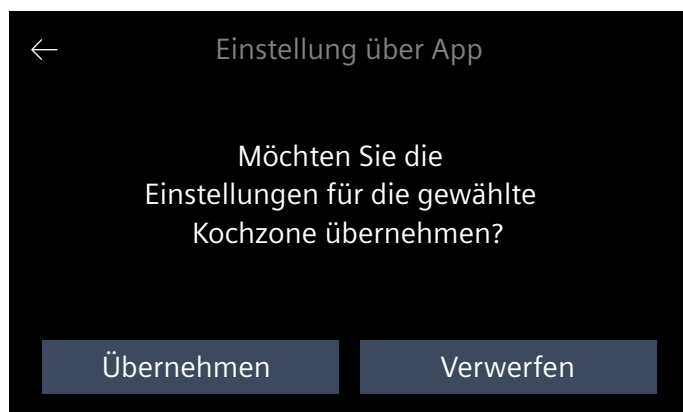 Einstellung über App
Möchten Sie die
Einstellungen für die gewählte
Kochzone übernehmen?
Übernehmen
Verwerfen